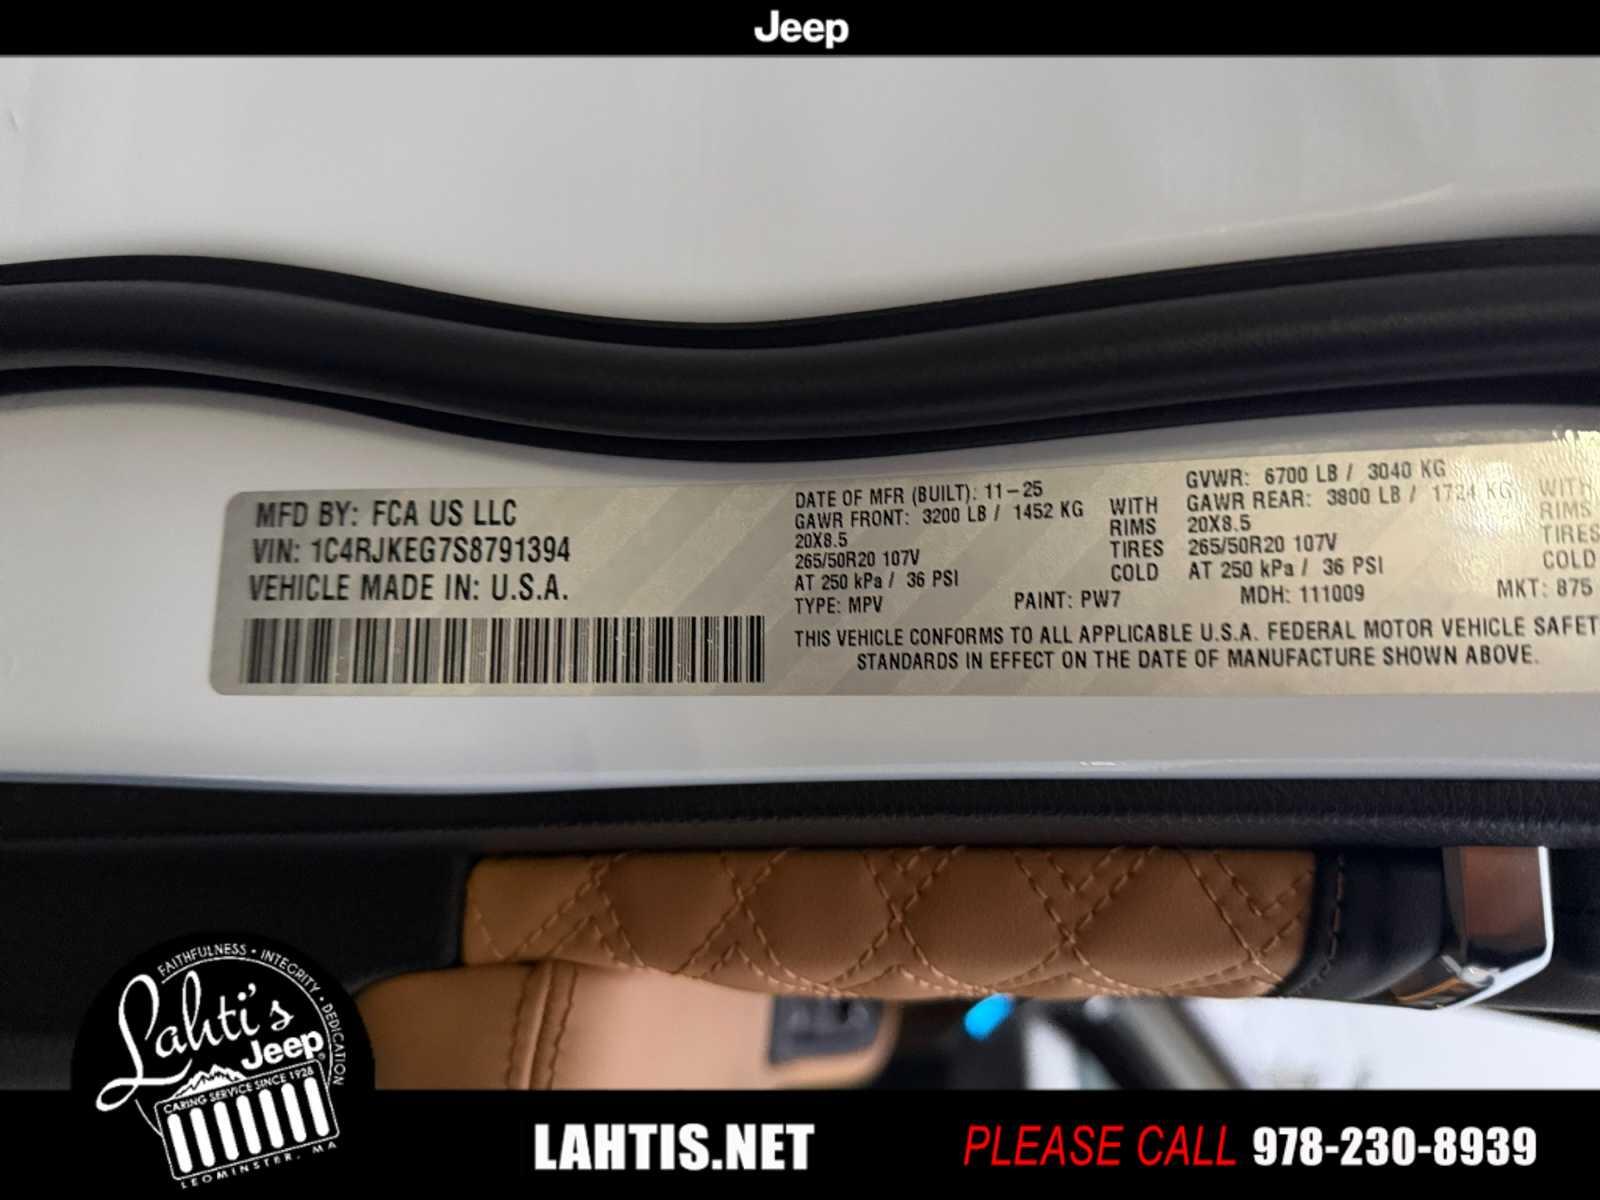 Jeep
MFD BY: FCA US LLC
VIN: 1C4RJKEG7S8791394
VEHICLE MADE IN: U.S.A.
DATE OF MFR (BUILT): 11-25
GAWR FRONT: 3200 LB / 1452 KG WITH
20X8.5 RIMS
265/50R20 107V TIRES
AT 250 kPa / 36 PSI COLD
GVWR: 6700 LB / 3040 KG
GAWR REAR: 3800 LB / 1724 KG WITH
20X8.5 RIMS
265/50R20 107V TIRES
AT 250 kPa / 36 PSI COLD
TYPE: MPV PAINT: PW7 MDH: 111009 MKT: 875
THIS VEHICLE CONFORMS TO ALL APPLICABLE U.S.A. FEDERAL MOTOR VEHICLE SAFET
STANDARDS IN EFFECT ON THE DATE OF MANUFACTURE SHOWN ABOVE.
FAITHFULNESS • INTEGRITY • DEDICATION
Lahti's
Jeep
CARING SERVICE SINCE 1928
LEOMINSTER, MA
LAHTIS.NET
PLEASE CALL 978-230-8939